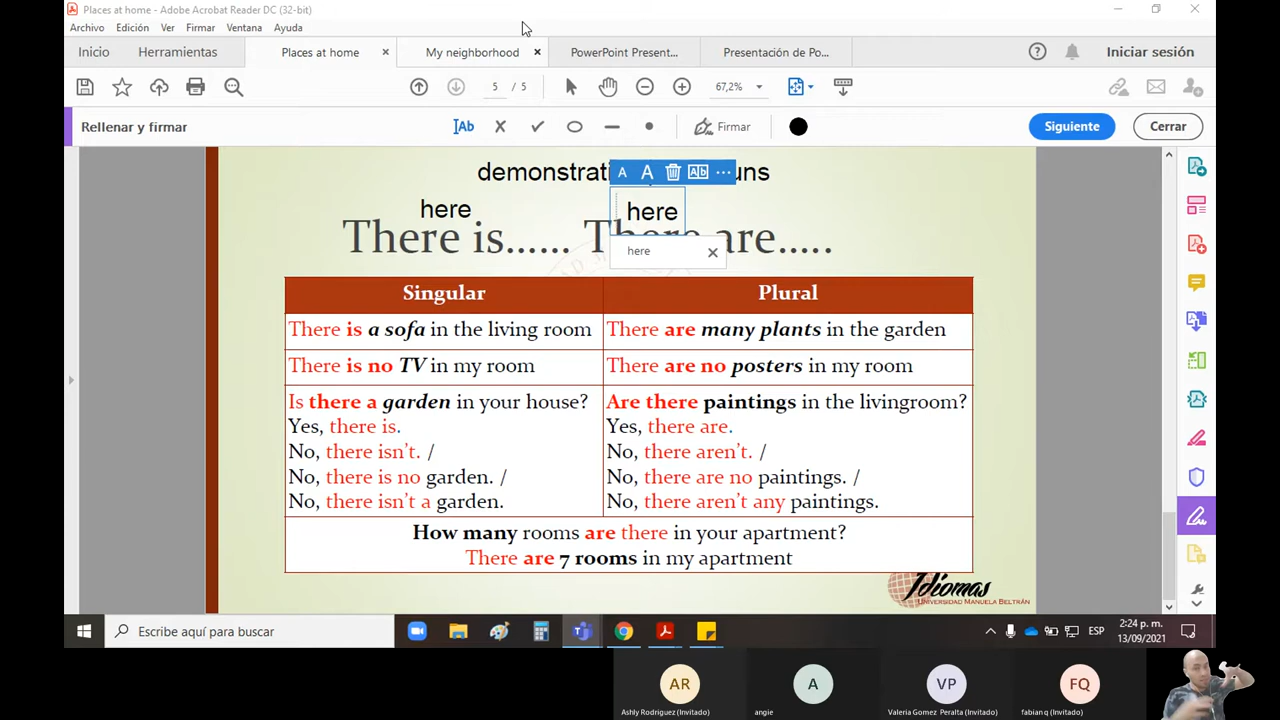 Places at home - Adobe Acrobat Reader DC (32-bit)
Archivo Edición Ver Firmar Ventana Ayuda
Inicio Herramientas Places at home My neighborhood PowerPoint Present... Presentación de Po... Iniciar sesión
5 / 5 67,2%
Rellenar y firmar Ab Firmar Siguiente Cerrar
A A Ab
here here
There is...... There are.....
here
Singular Plural
There is a sofa in the living room There are many plants in the garden
There is no TV in my room There are no posters in my room
Is there a garden in your house? Are there paintings in the livingroom?
Yes, there is. Yes, there are.
No, there isn't. / No, there aren't. /
No, there is no garden. / No, there are no paintings. /
No, there isn't a garden. No, there aren't any paintings.
How many rooms are there in your apartment?
There are 7 rooms in my apartment
Idiomas
UNIVERSIDAD MANUELA BELTRÁN
Escribe aquí para buscar ESP 2:24 p. m.
13/09/2021
AR A VP FQ
Ashly Rodriguez (Invitado) angie Valeria Gomez Peralta (Invitado) fabian q (Invitado)